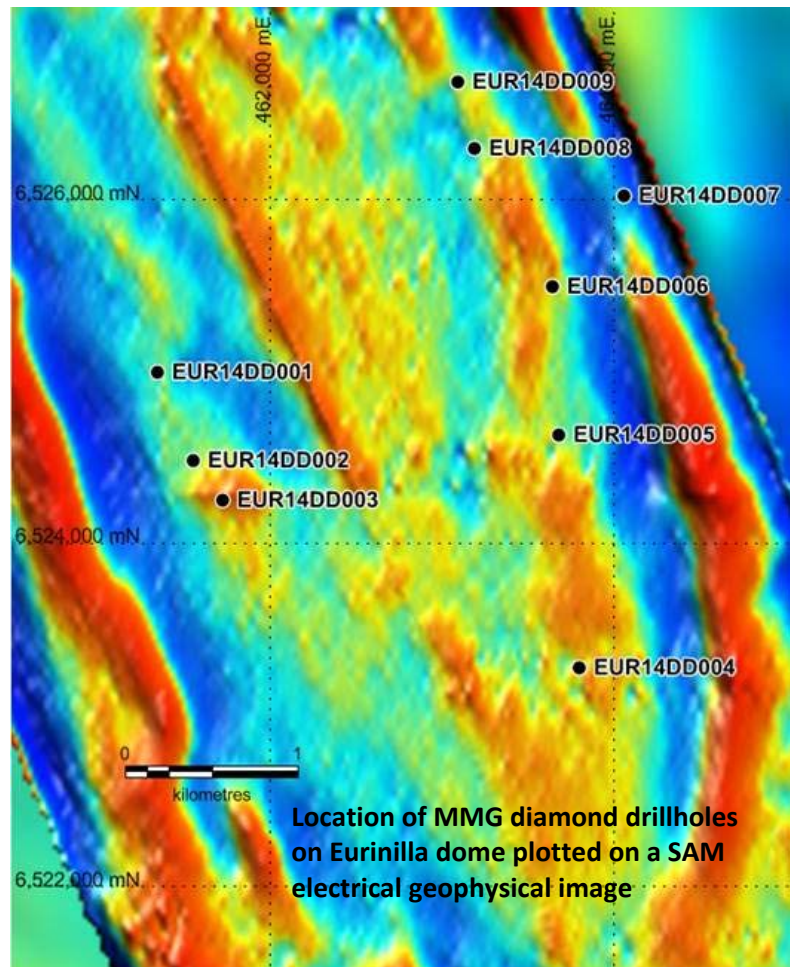 462,000 mE
EUR14DD009
EUR14DD008
6,526,000 mN
EUR14DD007
EUR14DD006
EUR14DD001
EUR14DD005
EUR14DD002
EUR14DD003
6,524,000 mN
EUR14DD004
0 1
kilometres
Location of MMG diamond drillholes
on Eurinilla dome plotted on a SAM
electrical geophysical image
6,522,000 mN